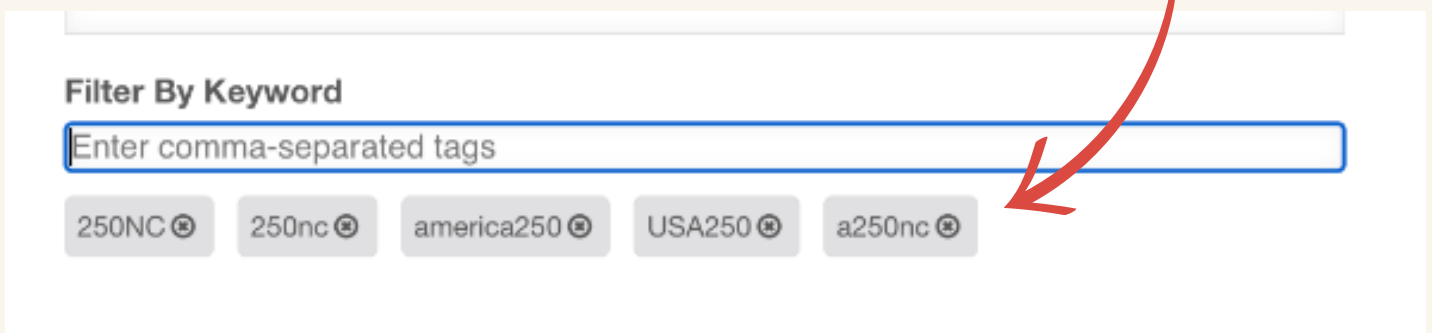 Filter By Keyword
Enter comma-separated tags
250NC 250nc america250 USA250 a250nc